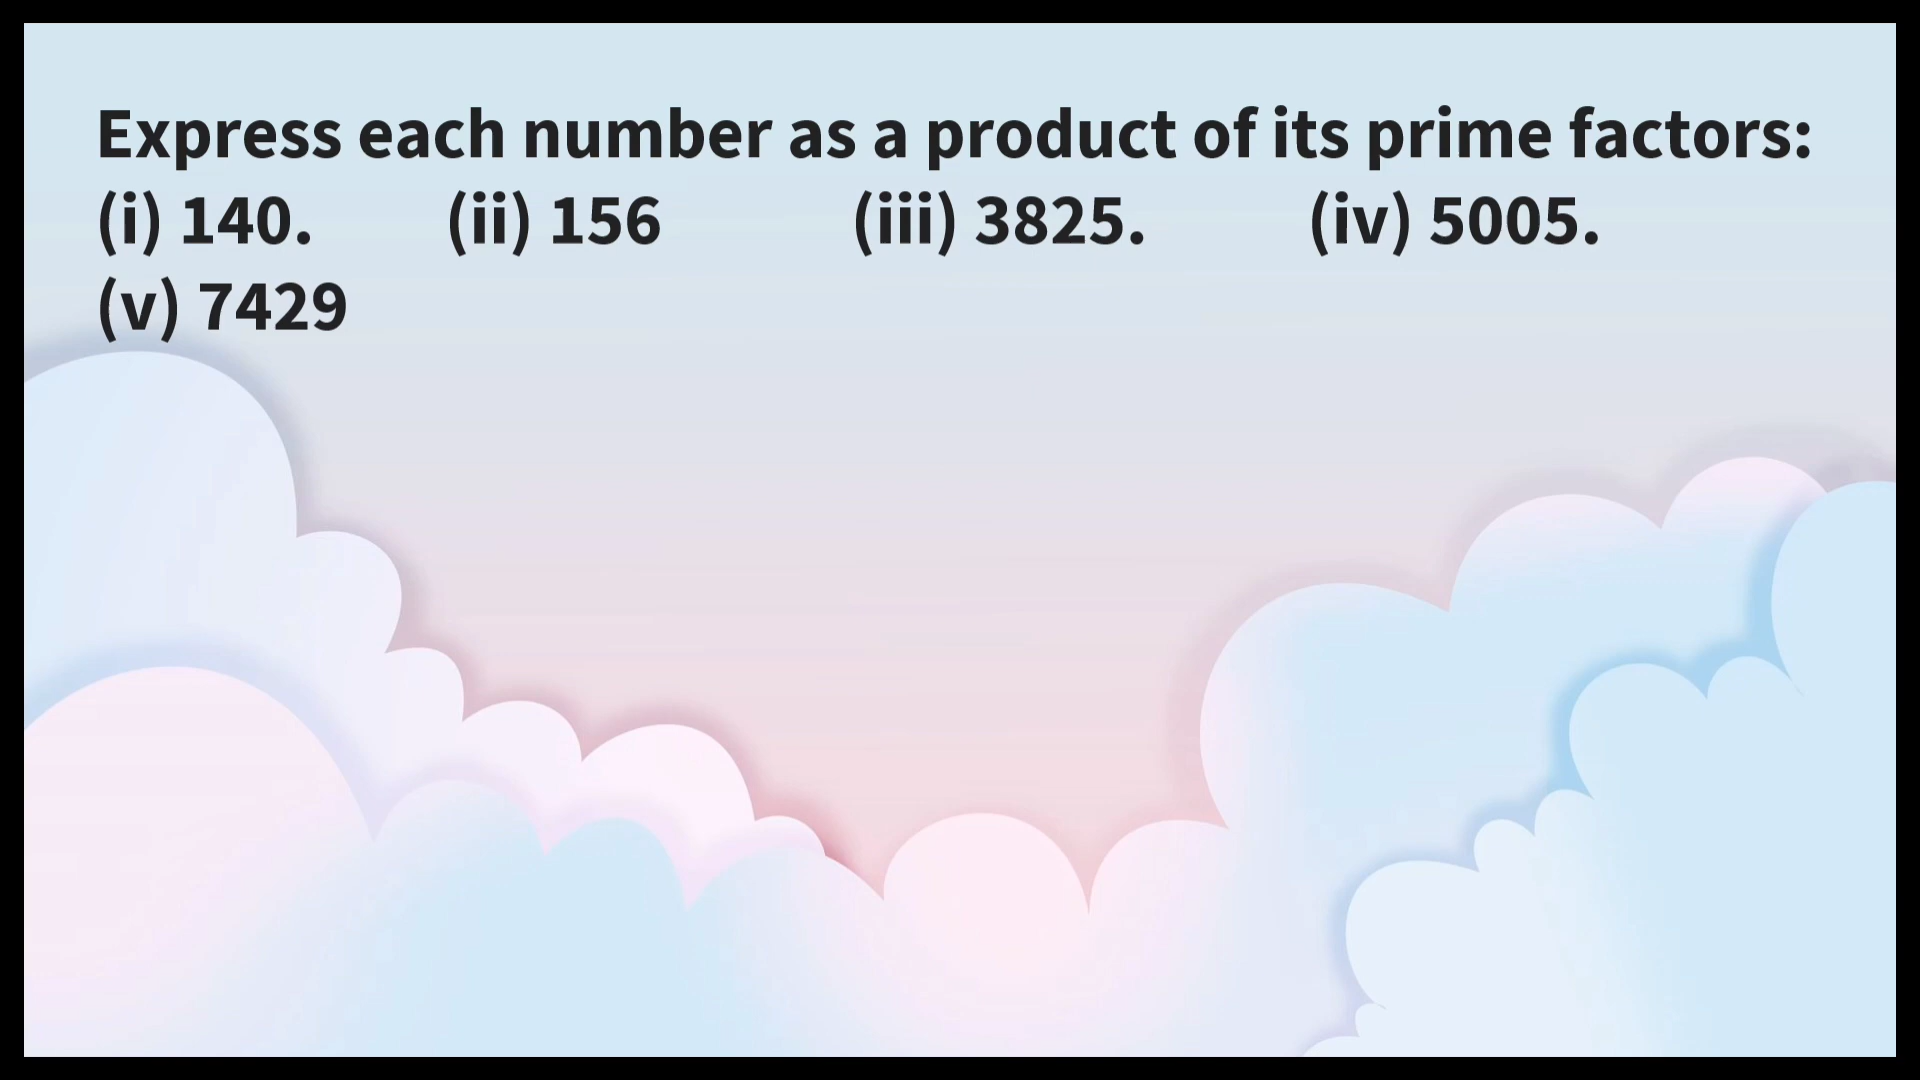 Express each number as a product of its prime factors:
(i) 140. (ii) 156 (iii) 3825. (iv) 5005.
(v) 7429